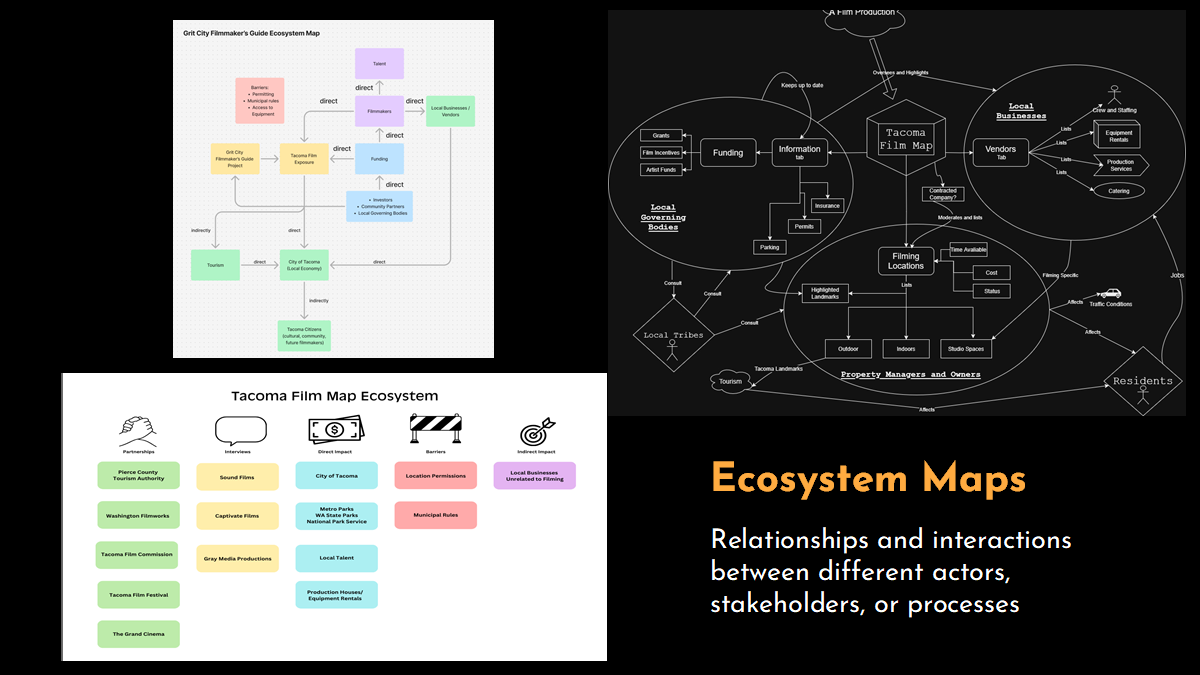 Grit City Filmmaker's Guide Ecosystem Map
Talent
direct
Barriers:
• Permitting
• Municipal rules
• Access to
Equipment
direct
Filmmakers
direct
Local Businesses /
Vendors
direct
Grit City
Filmmaker's Guide
Project
Tacoma Film
Exposure
direct
Funding
direct
• Investors
• Community Partners
• Local Governing Bodies
indirectly
direct
Tourism
direct
City of Tacoma
(Local Economy)
direct
indirectly
Tacoma Citizens
(cultural, community,
future filmmakers)
A Film Production
Oversees and Highlights
Keeps up to date
Local
Businesses
Crew and Staffing
Grants
Film Incentives
Artist Funds
Funding
Information
tab
Tacoma
Film Map
Vendors
Tab
Lists
Lists
Lists
Lists
Equipment
Rentals
Production
Services
Catering
Contracted
Company?
Insurance
Permits
Parking
Local
Governing
Bodies
Moderates and lists
Filming
Locations
Time Available
Cost
Status
Lists
Highlighted
Landmarks
Filming Specific
Consult
Consult
Consult
Local Tribes
Jobs
Affects
Traffic Conditions
Affects
Outdoor
Indoors
Studio Spaces
Tacoma Landmarks
Property Managers and Owners
Tourism
Affects
Residents
Tacoma Film Map Ecosystem
Partnerships
Interviews
Direct Impact
Barriers
Indirect Impact
Pierce County
Tourism Authority
Washington Filmworks
Tacoma Film Commission
Tacoma Film Festival
The Grand Cinema
Sound Films
Captivate Films
Gray Media Productions
City of Tacoma
Metro Parks
WA State Parks
National Park Service
Local Talent
Production Houses/
Equipment Rentals
Location Permissions
Municipal Rules
Local Businesses
Unrelated to Filming
Ecosystem Maps
Relationships and interactions
between different actors,
stakeholders, or processes